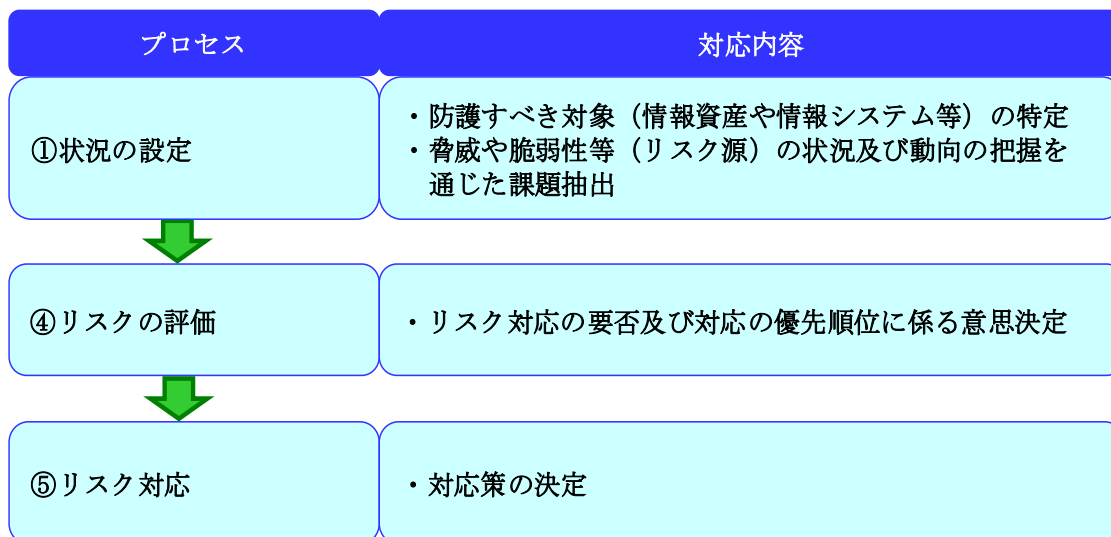 プロセス
対応内容
①状況の設定
・防護すべき対象（情報資産や情報システム等）の特定
・脅威や脆弱性等（リスク源）の状況及び動向の把握を
通じた課題抽出
④リスクの評価
・リスク対応の要否及び対応の優先順位に係る意思決定
⑤リスク対応
・対応策の決定